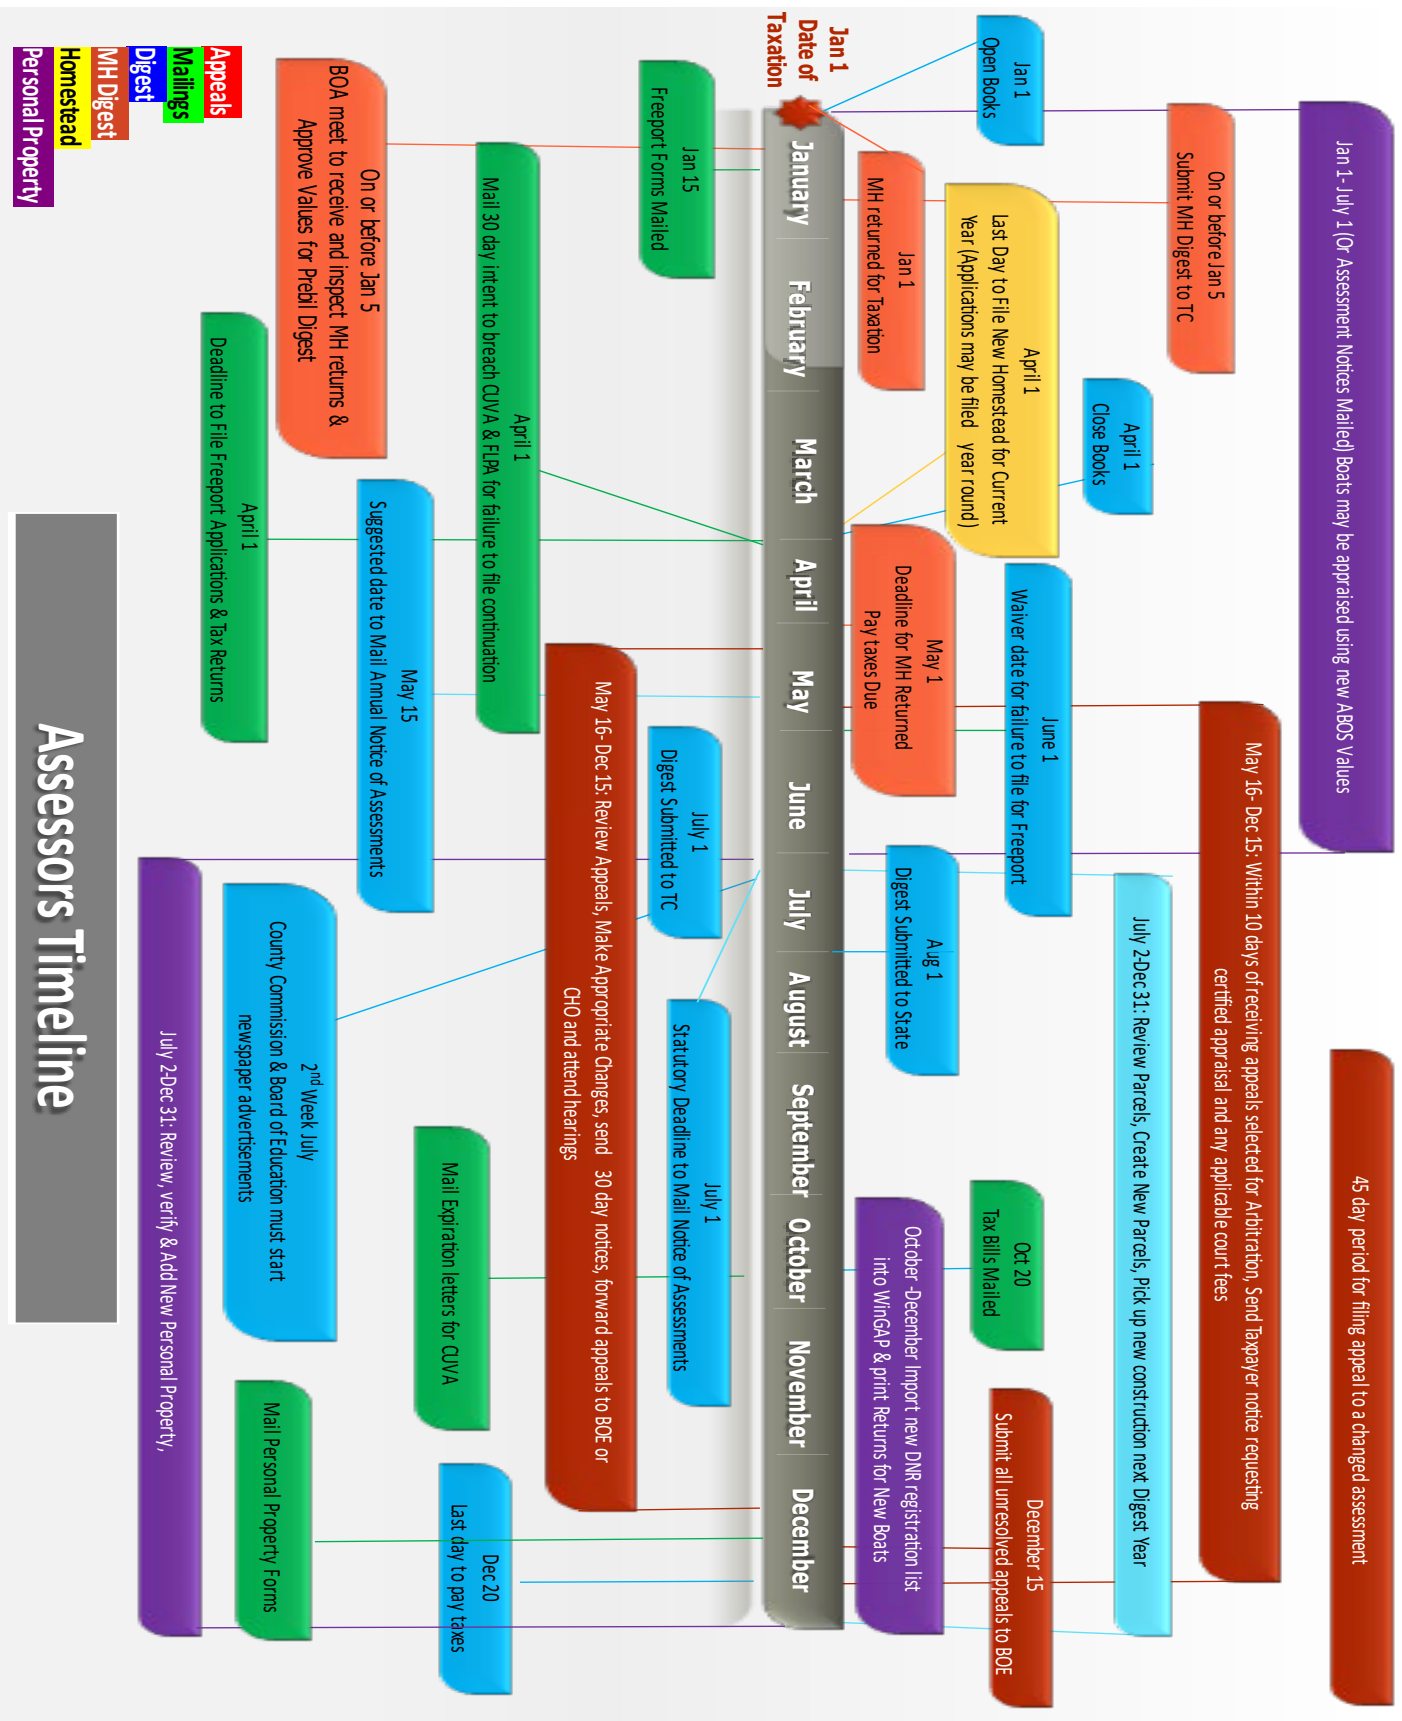 Jan 1- July 1 (Or Assessment Notices Mailed) Boats may be appraised using new ABOS Values
45 day period for filing appeal to a changed assessment
May 16- Dec 15: Within 10 days of receiving appeals selected for Arbitration, Send Taxpayer notice requesting
certified appraisal and any applicable court fees
On or before Jan 5
Submit MH Digest to TC
April 1
Close Books
July 2-Dec 31: Review Parcels, Create New Parcels, Pick up new construction next Digest Year
Jan 1
Open Books
April 1
Last Day to File New Homestead for Current
Year (Applications may be filed year round)
June 1
Waiver date for failure to file for Freeport
Oct 20
Tax Bills Mailed
December 15
Submit all unresolved appeals to BOE
Jan 1
MH returned for Taxation
May 1
Deadline for MH Returned
Pay taxes Due
Aug 1
Digest Submitted to State
October -December Import new DNR registration list
into WinGAP & print Returns for New Boats
Jan 1
Date of
Taxation
January
February
March
April
May
June
July
August
September
October
November
December
Jan 15
Freeport Forms Mailed
July 1
Digest Submitted to TC
July 1
Statutory Deadline to Mail Notice of Assessments
May 16- Dec 15: Review Appeals, Make Appropriate Changes, send 30 day notices, forward appeals to BOE or
CHO and attend hearings
April 1
Mail 30 day intent to breach CUVA & FLPA for failure to file continuation
Mail Expiration letters for CUVA
Dec 20
Last day to pay taxes
May 15
Suggested date to Mail Annual Notice of Assessments
On or before Jan 5
BOA meet to receive and inspect MH returns &
Approve Values for Prebil Digest
2nd Week July
County Commission & Board of Education must start
newspaper advertisements
Mail Personal Property Forms
April 1
Deadline to File Freeport Applications & Tax Returns
July 2-Dec 31: Review, verify & Add New Personal Property,
Appeals
Mailings
Digest
MH Digest
Homestead
Personal Property
Assessors Timeline